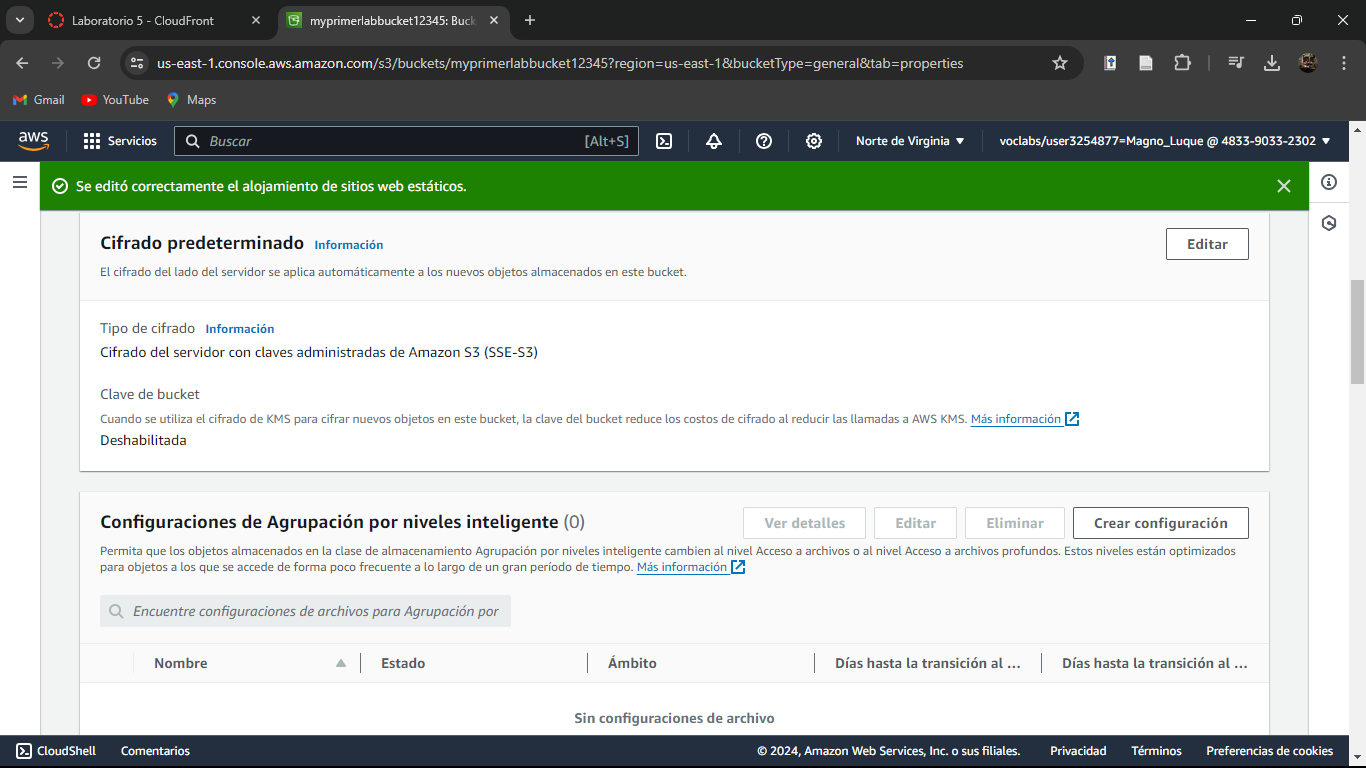 Laboratorio 5 - CloudFront
myprimerlabbucket12345: Buck
us-east-1.console.aws.amazon.com/s3/buckets/myprimerlabbucket12345?region=us-east-1&bucketType=general&tab=properties
Gmail YouTube Maps
aws Servicios Buscar [Alt+S] Norte de Virginia voclabs/user3254877=Magno_Luque @ 4833-9033-2302
Se editó correctamente el alojamiento de sitios web estáticos.
Cifrado predeterminado Información Editar
El cifrado del lado del servidor se aplica automáticamente a los nuevos objetos almacenados en este bucket.
Tipo de cifrado Información
Cifrado del servidor con claves administradas de Amazon S3 (SSE-S3)
Clave de bucket
Cuando se utiliza el cifrado de KMS para cifrar nuevos objetos en este bucket, la clave del bucket reduce los costos de cifrado al reducir las llamadas a AWS KMS. Más información
Deshabilitada
Configuraciones de Agrupación por niveles inteligente (0) Ver detalles Editar Eliminar Crear configuración
Permita que los objetos almacenados en la clase de almacenamiento Agrupación por niveles inteligente cambien al nivel Acceso a archivos o al nivel Acceso a archivos profundos. Estos niveles están optimizados
para objetos a los que se accede de forma poco frecuente a lo largo de un gran período de tiempo. Más información
Encuentre configuraciones de archivos para Agrupación por
Nombre Estado Ámbito Días hasta la transición al ... Días hasta la transición al ...
Sin configuraciones de archivo
CloudShell Comentarios © 2024, Amazon Web Services, Inc. o sus filiales. Privacidad Términos Preferencias de cookies